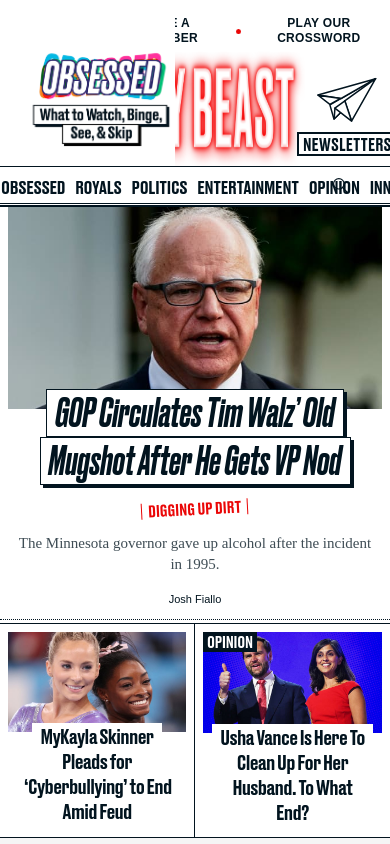 E A
BER
PLAY OUR
CROSSWORD
OBSESSED
What to Watch, Binge,
See, & Skip
Y BEAST
NEWSLETTERS
OBSESSED ROYALS POLITICS ENTERTAINMENT OPINION INN
GOP Circulates Tim Walz’ Old
Mugshot After He Gets VP Nod
DIGGING UP DIRT
The Minnesota governor gave up alcohol after the incident
in 1995.
Josh Fiallo
MyKayla Skinner
Pleads for
‘Cyberbullying’ to End
Amid Feud
OPINION
Usha Vance Is Here To
Clean Up For Her
Husband. To What
End?